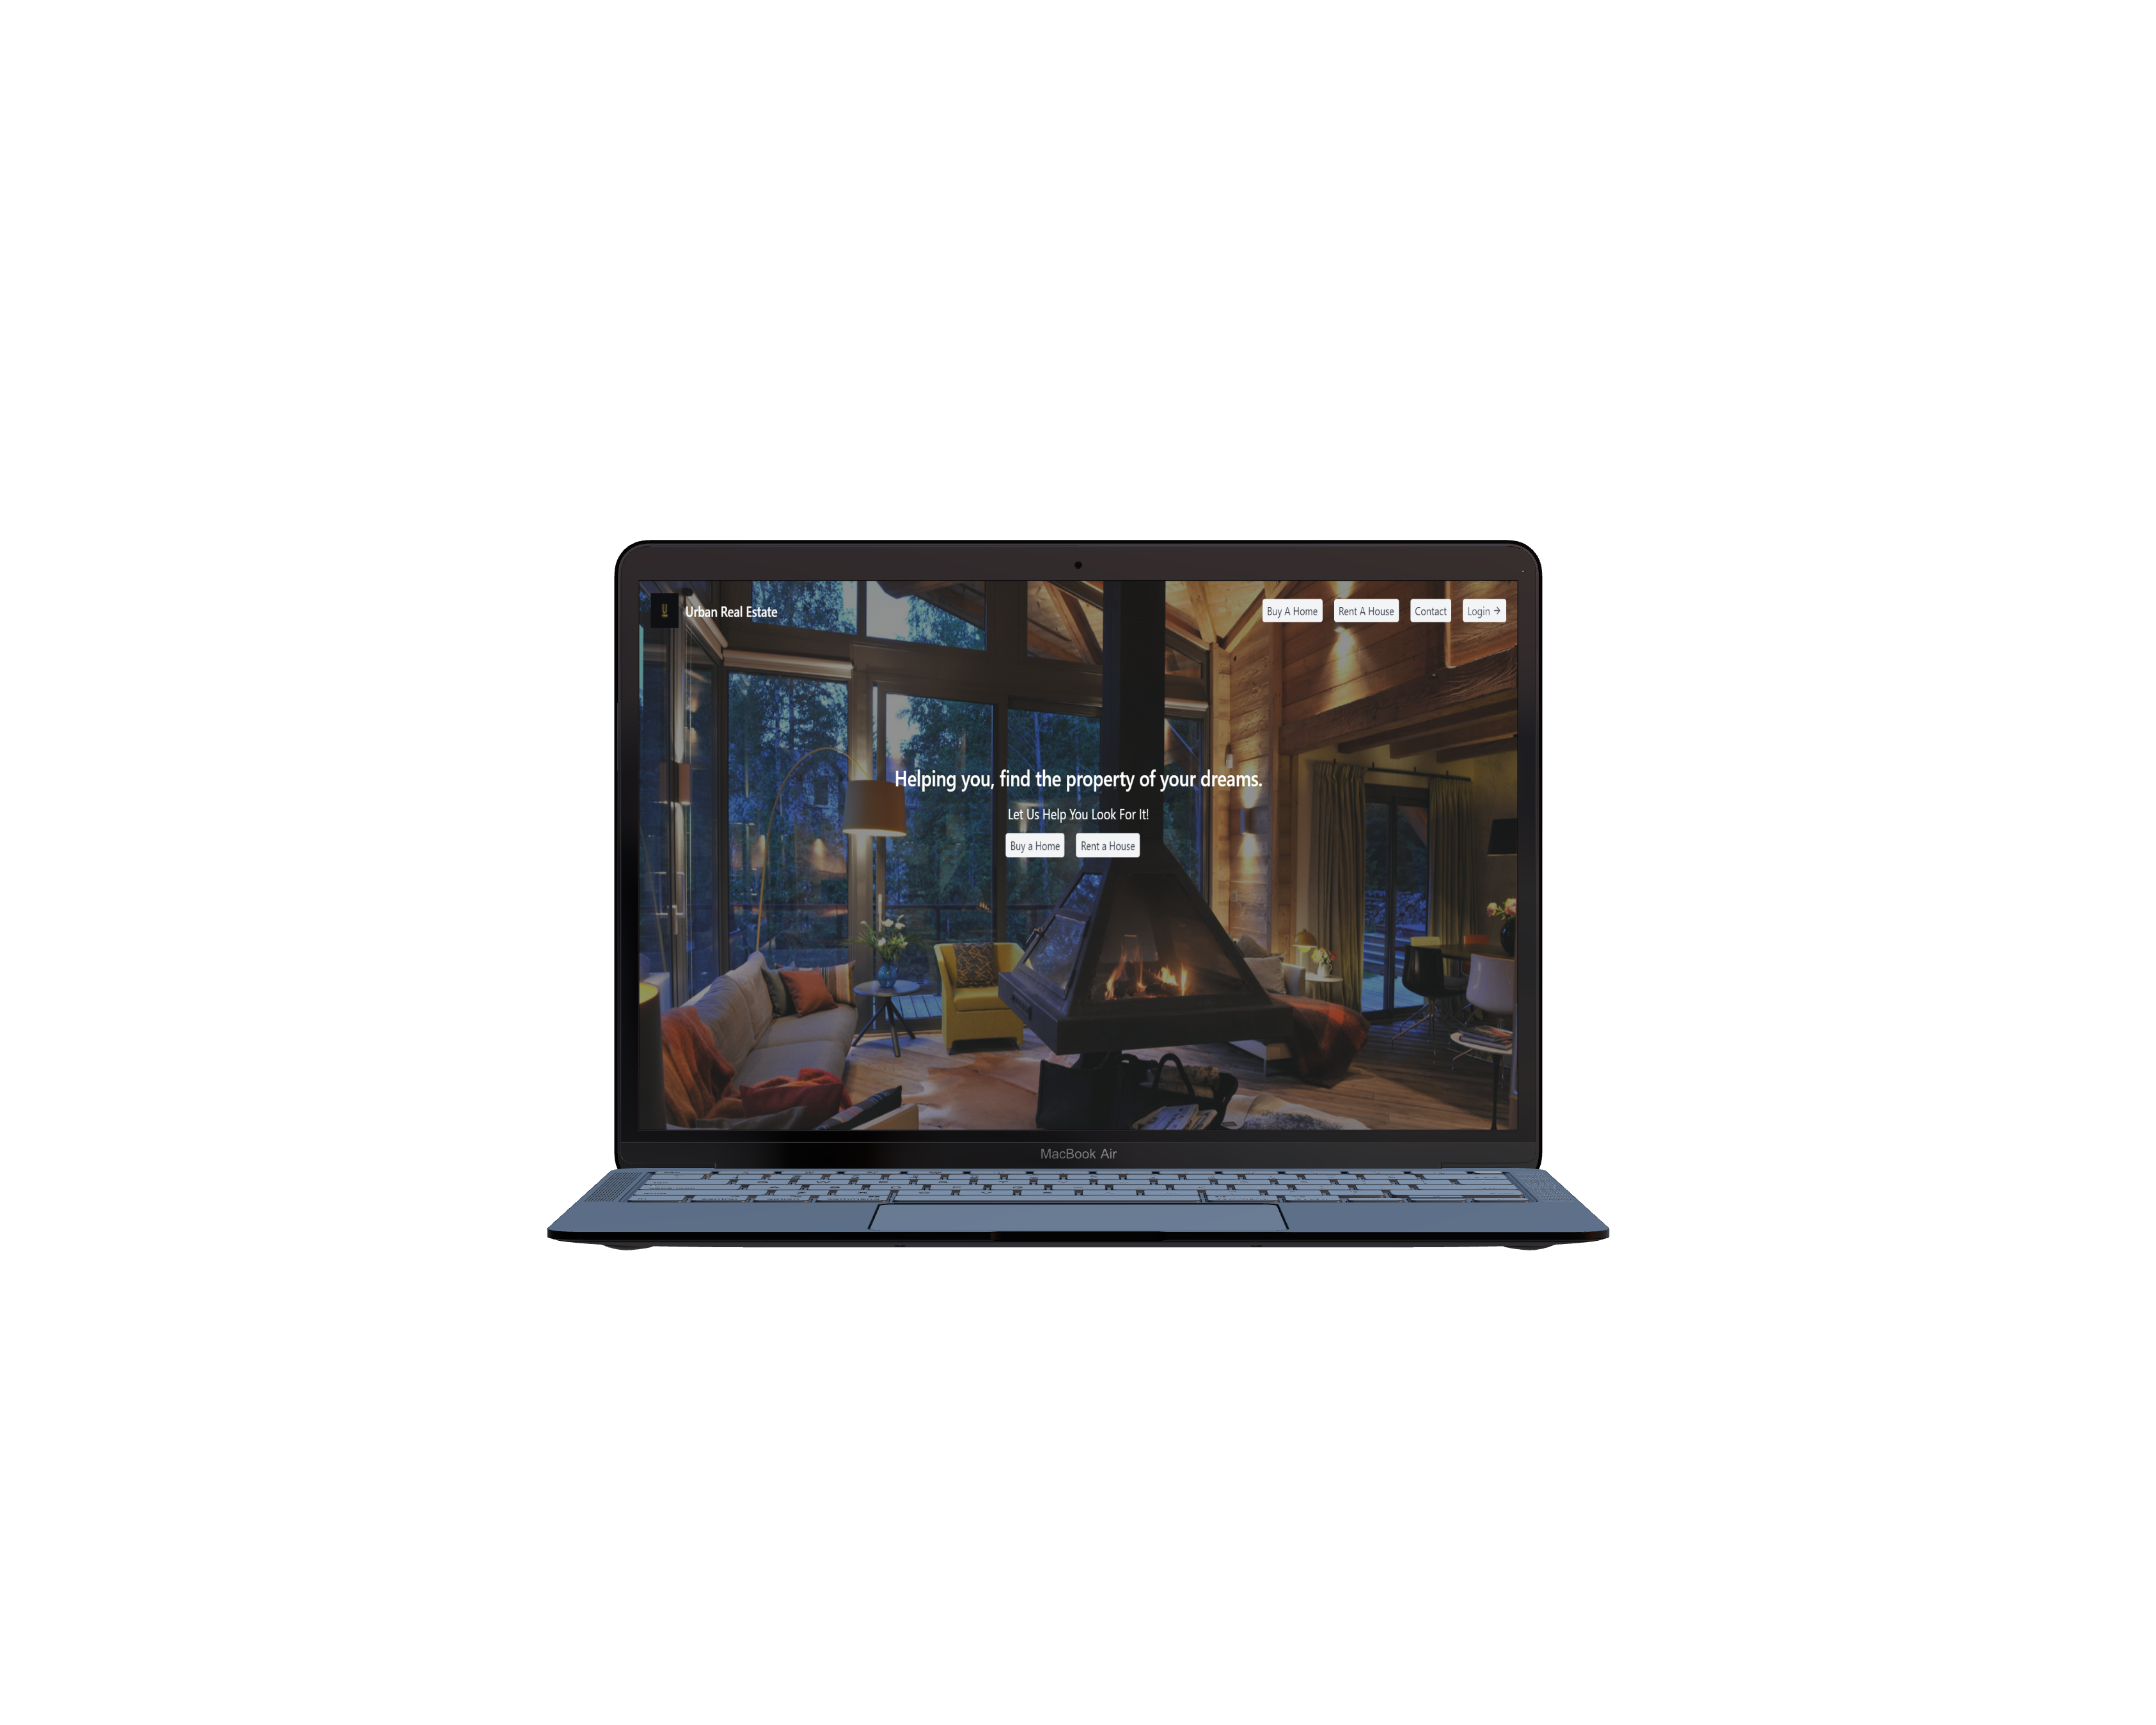 Urban Real Estate
Buy A Home Rent A House Contact Login →
Helping you, find the property of your dreams.
Let Us Help You Look For It!
Buy a Home Rent a House
MacBook Air